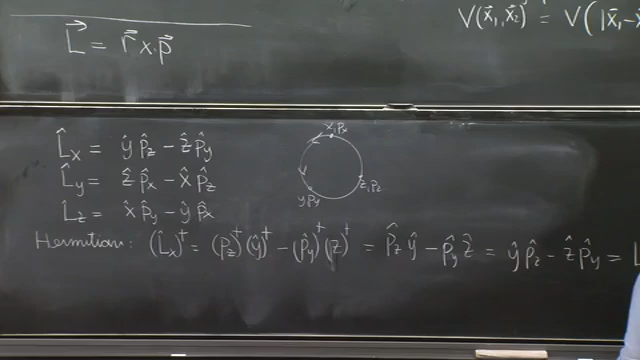 V(x⃗₁, x⃗₂) = V(|x⃗₁ - x⃗
L⃗ = r⃗ x p⃗
L̂x = ŷ p̂z - ẑ p̂y
L̂y = ẑ p̂x - x̂ p̂z
L̂z = x̂ p̂y - ŷ p̂x
x, px
z, pz
y py
Hermitian: (L̂x)† = (p̂z)† (ŷ)† - (p̂y)† (ẑ)† = p̂z ŷ - p̂y ẑ = ŷ p̂z - ẑ p̂y = L